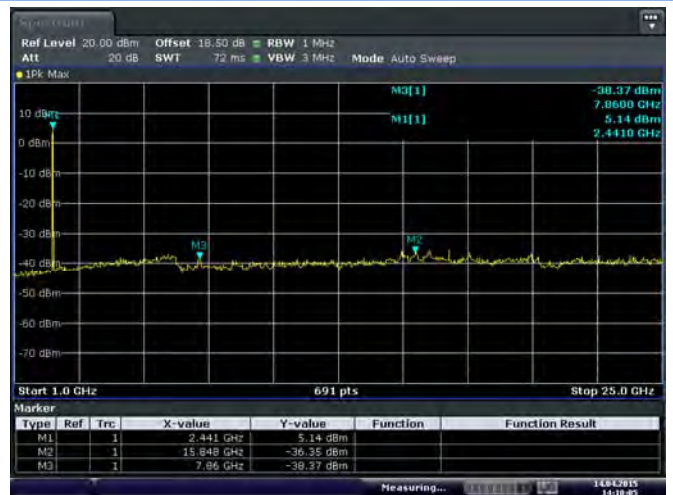 Spectrum
Ref Level 20.00 dBm Offset 18.50 dB RBW 1 MHz
Att 20 dB SWT 72 ms VBW 3 MHz Mode Auto Sweep
1Pk Max
M3[1] -38.37 dBm
7.8600 GHz
M1[1] 5.14 dBm
2.4410 GHz
10 dBm
0 dBm
-10 dBm
-20 dBm
-30 dBm
M3
M2
-40 dBm
-50 dBm
-60 dBm
-70 dBm
Start 1.0 GHz 691 pts Stop 25.0 GHz
Marker
Type Ref Trc X-value Y-value Function Function Result
M1 1 2.441 GHz 5.14 dBm
M2 1 15.848 GHz -36.35 dBm
M3 1 7.86 GHz -38.37 dBm
Measuring... 14.04.2015
14:10:05